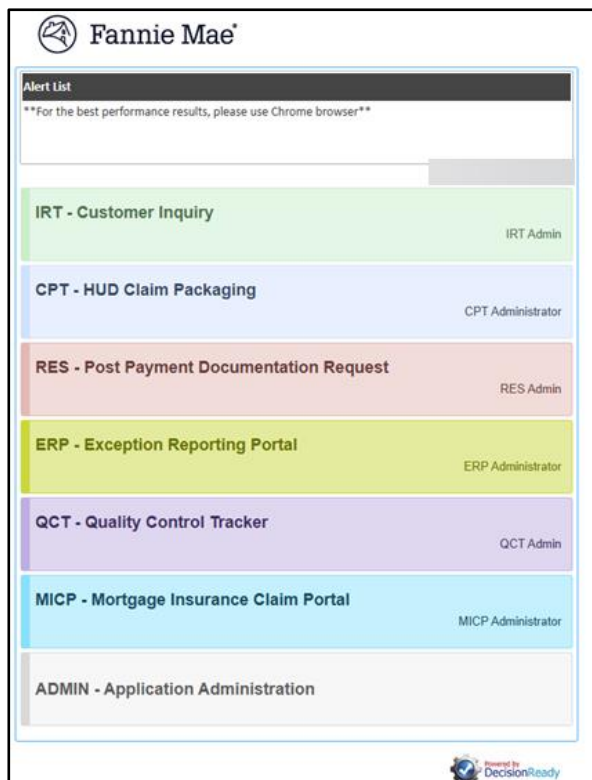 Fannie Mae®
Alert List
**For the best performance results, please use Chrome browser**
IRT - Customer Inquiry
IRT Admin
CPT - HUD Claim Packaging
CPT Administrator
RES - Post Payment Documentation Request
RES Admin
ERP - Exception Reporting Portal
ERP Administrator
QCT - Quality Control Tracker
QCT Admin
MICP - Mortgage Insurance Claim Portal
MICP Administrator
ADMIN - Application Administration
Powered by
DecisionReady